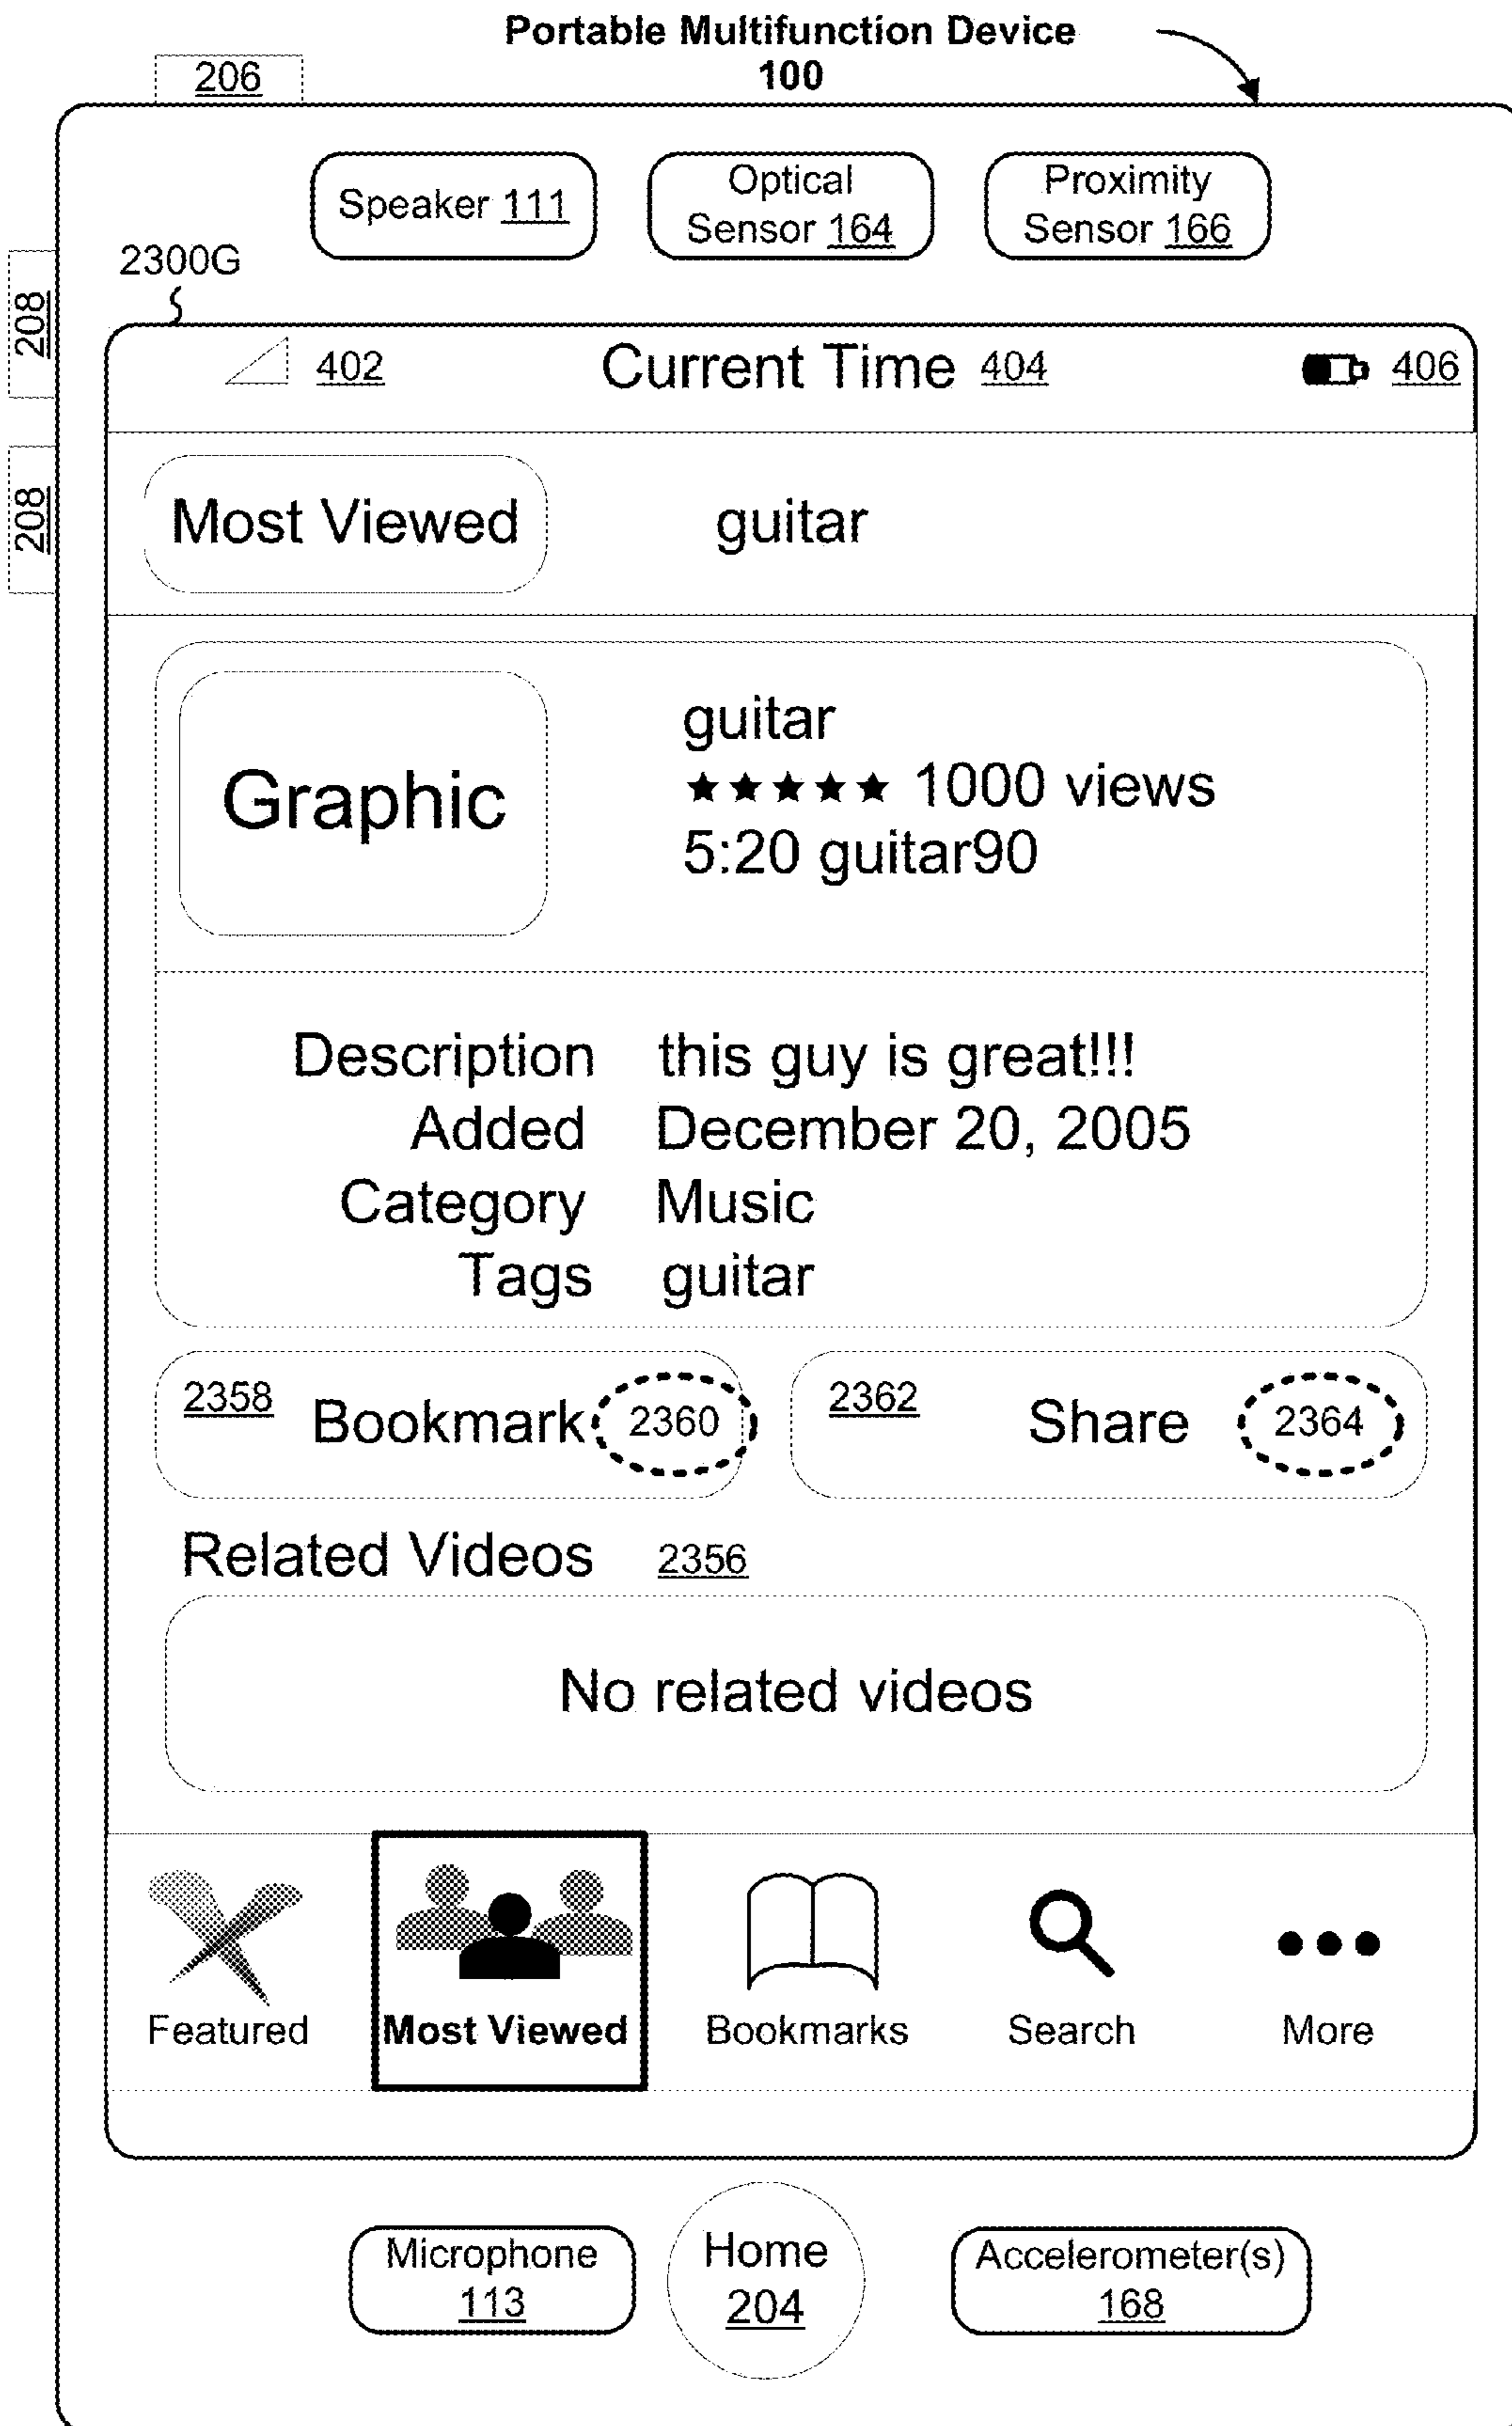 Portable Multifunction Device
100
206
Speaker 111
Optical
Sensor 164
Proximity
Sensor 166
2300G
208
208
402
Current Time 404
406
Most Viewed
guitar
Graphic
guitar
★★★★★ 1000 views
5:20 guitar90
Description this guy is great!!!
Added December 20, 2005
Category Music
Tags guitar
2358 Bookmark 2360
2362 Share 2364
Related Videos 2356
No related videos
Featured
Most Viewed
Bookmarks
Search
More
Microphone
113
Home
204
Accelerometer(s)
168